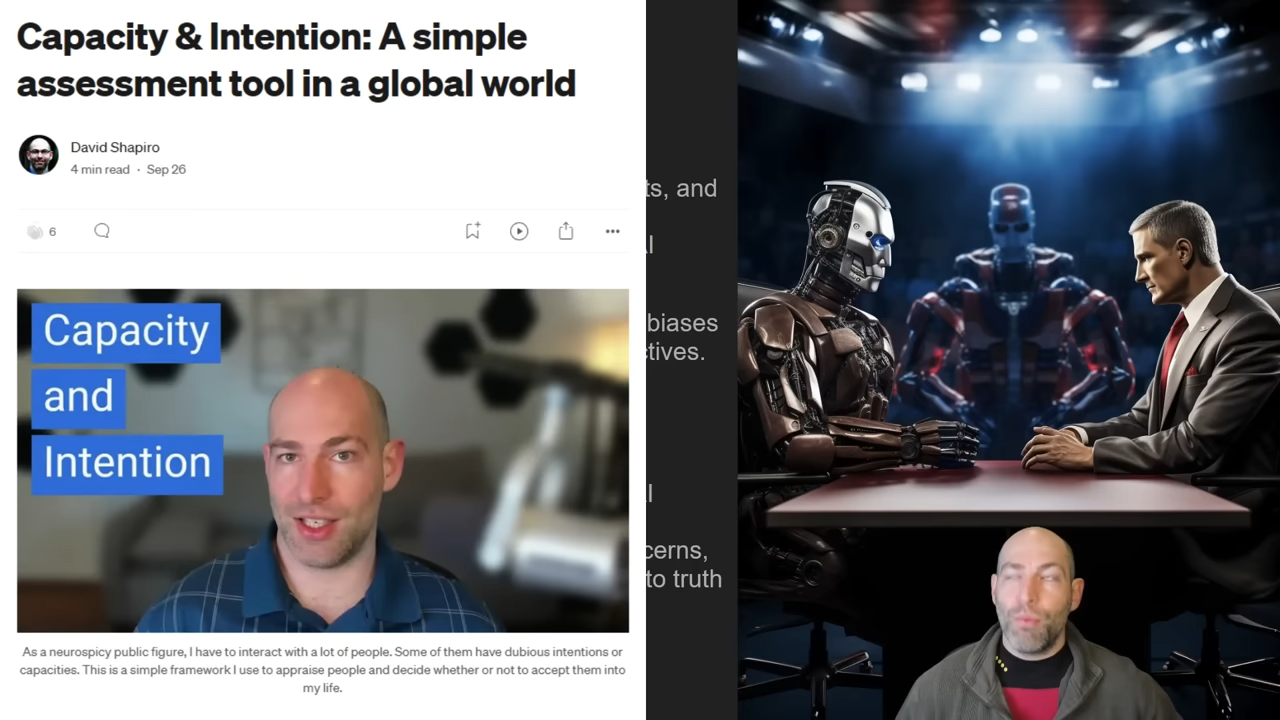 Capacity & Intention: A simple
assessment tool in a global world
David Shapiro
4 min read · Sep 26
6
Capacity
and
Intention
As a neurospicy public figure, I have to interact with a lot of people. Some of them have dubious intentions or
capacities. This is a simple framework I use to appraise people and decide whether or not to accept them into
my life.
ts, and
biases
ctives.
cerns,
to truth